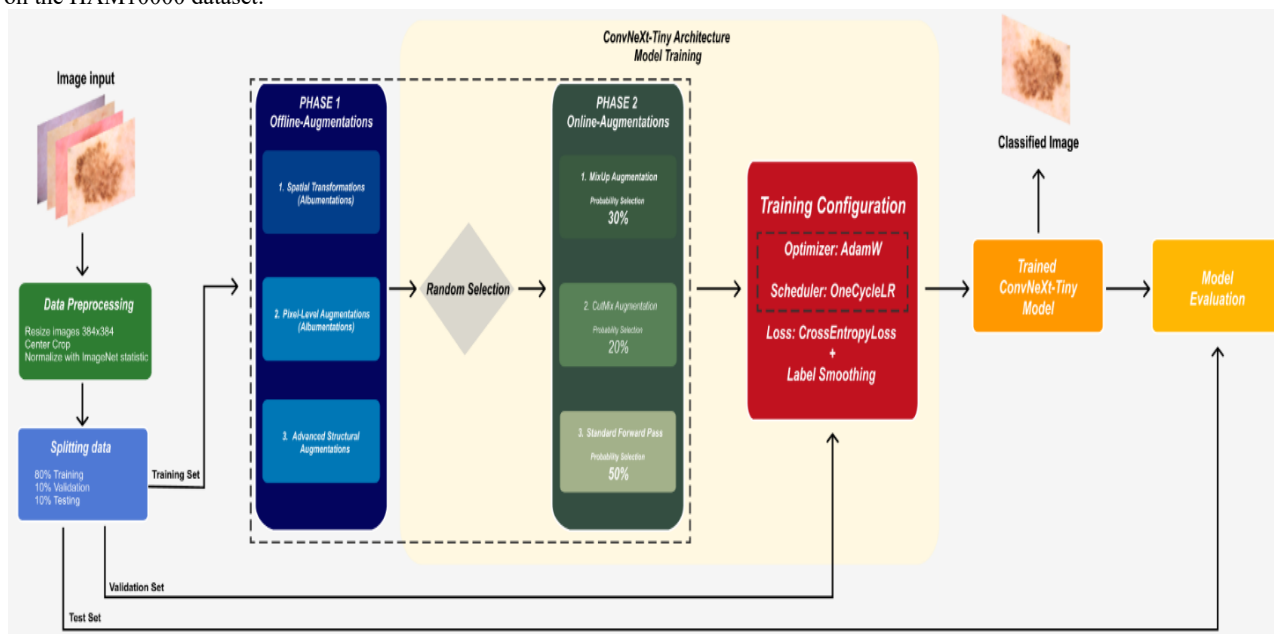 on the HAM10000 dataset.
ConvNeXt-Tiny Architecture
Model Training
Image input
PHASE 1
Offline-Augmentations
1. Spatial Transformations
(Albumentations)
2. Pixel-Level Augmentations
(Albumentations)
3. Advanced Structural
Augmentations
Random Selection
PHASE 2
Online-Augmentations
1. MixUp Augmentation
Probability Selection
30%
2. CutMix Augmentation
Probability Selection
20%
3. Standard Forward Pass
Probability Selection
50%
Training Configuration
Optimizer: AdamW
Scheduler: OneCycleLR
Loss: CrossEntropyLoss
+
Label Smoothing
Classified Image
Trained
ConvNeXt-Tiny
Model
Model
Evaluation
Data Preprocessing
Resize images 384x384
Center Crop
Normalize with ImageNet statistic
Splitting data
80% Training
10% Validation
10% Testing
Training Set
Validation Set
Test Set